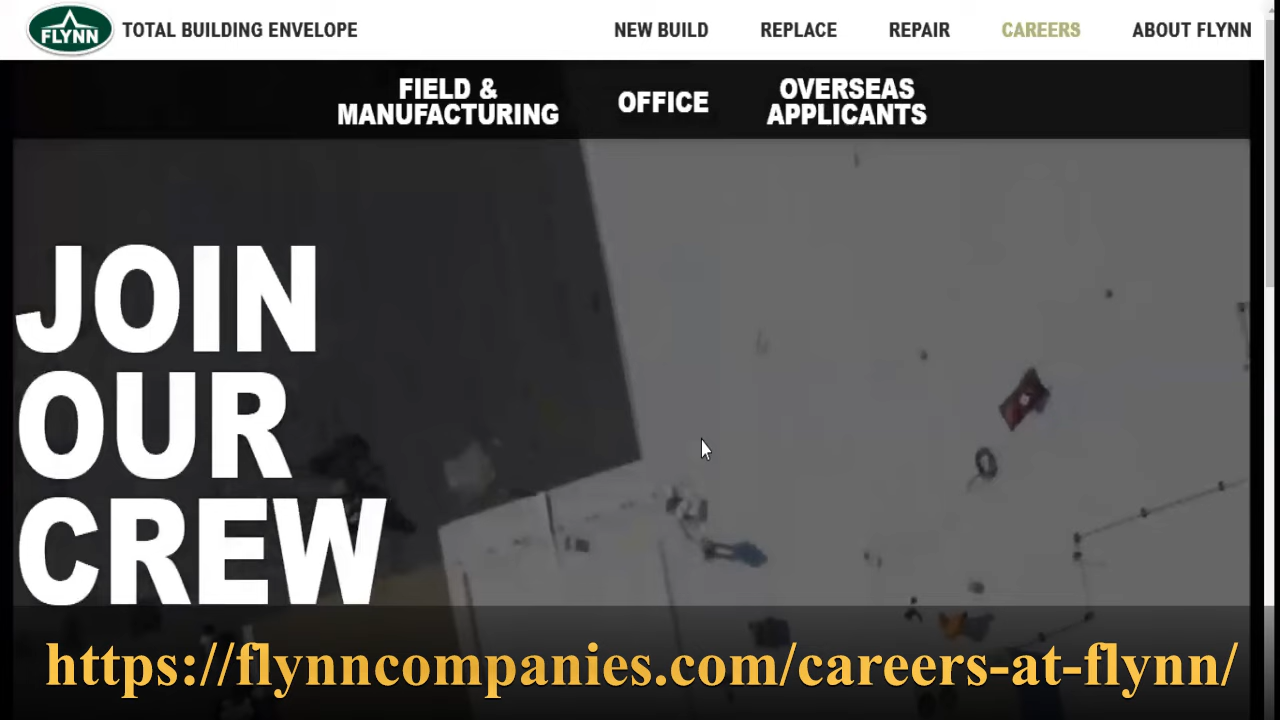 FLYNN TOTAL BUILDING ENVELOPE NEW BUILD REPLACE REPAIR CAREERS ABOUT FLYNN
FIELD &
MANUFACTURING
OFFICE
OVERSEAS
APPLICANTS
JOIN
OUR
CREW
https://flynncompanies.com/careers-at-flynn/